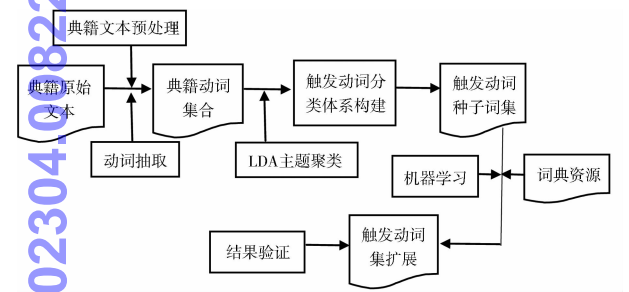 典籍文本预处理
典籍原始
文本
典籍动词
集合
触发动词分
类体系构建
触发动词
种子词集
动词抽取
LDA主题聚类
机器学习
词典资源
结果验证
触发动词
集扩展
02304.00822